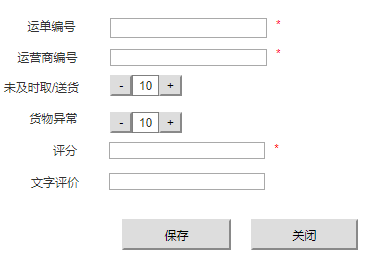 运单编号 *
运营商编号 *
未及时取/送货 - 10 +
货物异常 - 10 +
评分 *
文字评价
保存 关闭